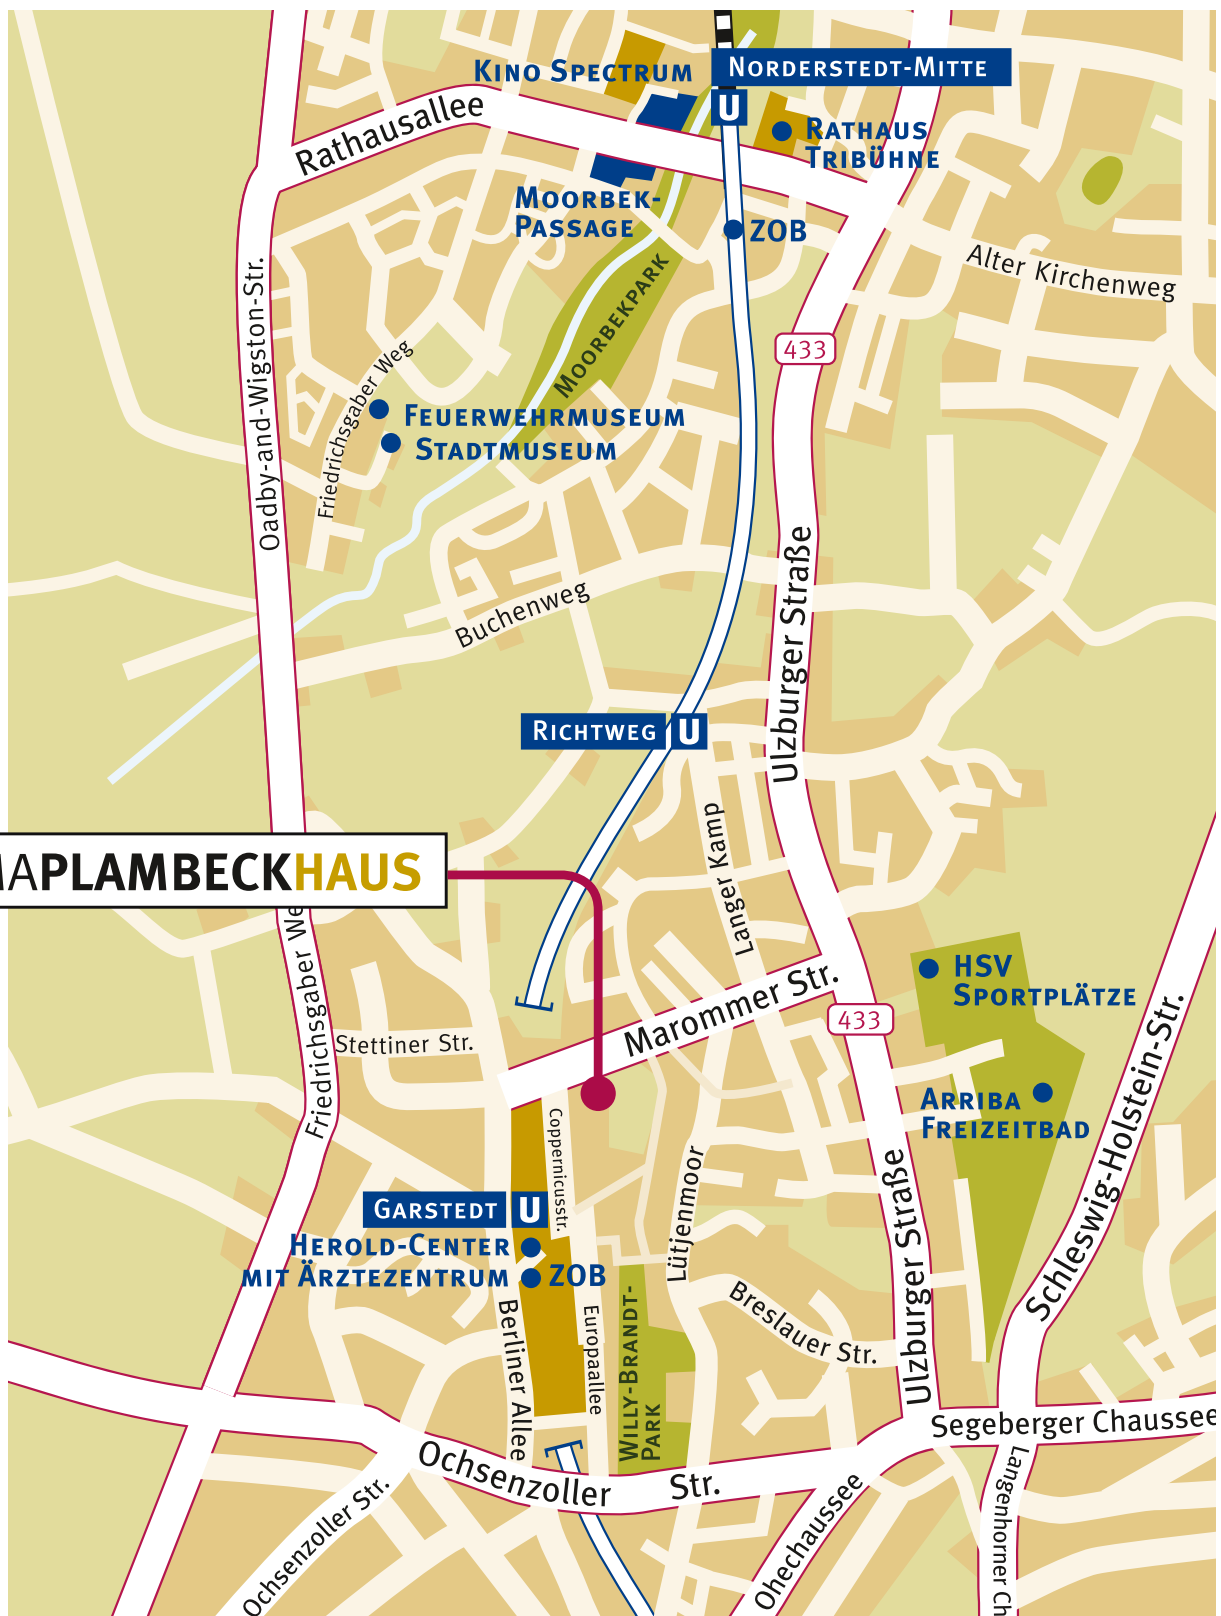 KINO SPECTRUM
NORDERSTEDT-MITTE
U
Rathausallee
RATHAUS
TRIBÜHNE
MOORBEK-
PASSAGE
ZOB
Alter Kirchenweg
MOORBEKPARK
Oadby-and-Wigston-Str.
433
Friedrichsgaber Weg
FEUERWEHRMUSEUM
STADTMUSEUM
Ulzburger Straße
Buchenweg
RICHTWEG U
Langer Kamp
MAPLAMBECKHAUS
Friedrichsgaber We
HSV
SPORTPLÄTZE
Marommer Str.
433
Stettiner Str.
Schleswig-Holstein-Str.
ARRIBA
FREIZEITBAD
Coppernicusstr.
Lütjenmoor
GARSTEDT U
HEROLD-CENTER
MIT ÄRZTEZENTRUM
ZOB
Ulzburger Straße
Breslauer Str.
Berliner Allee
Europaallee
WILLY-BRANDT-
PARK
Segeberger Chaussee
Ochsenzoller Str.
Ochsenzoller Str.
Ohechaussee
Langenhorner Ch